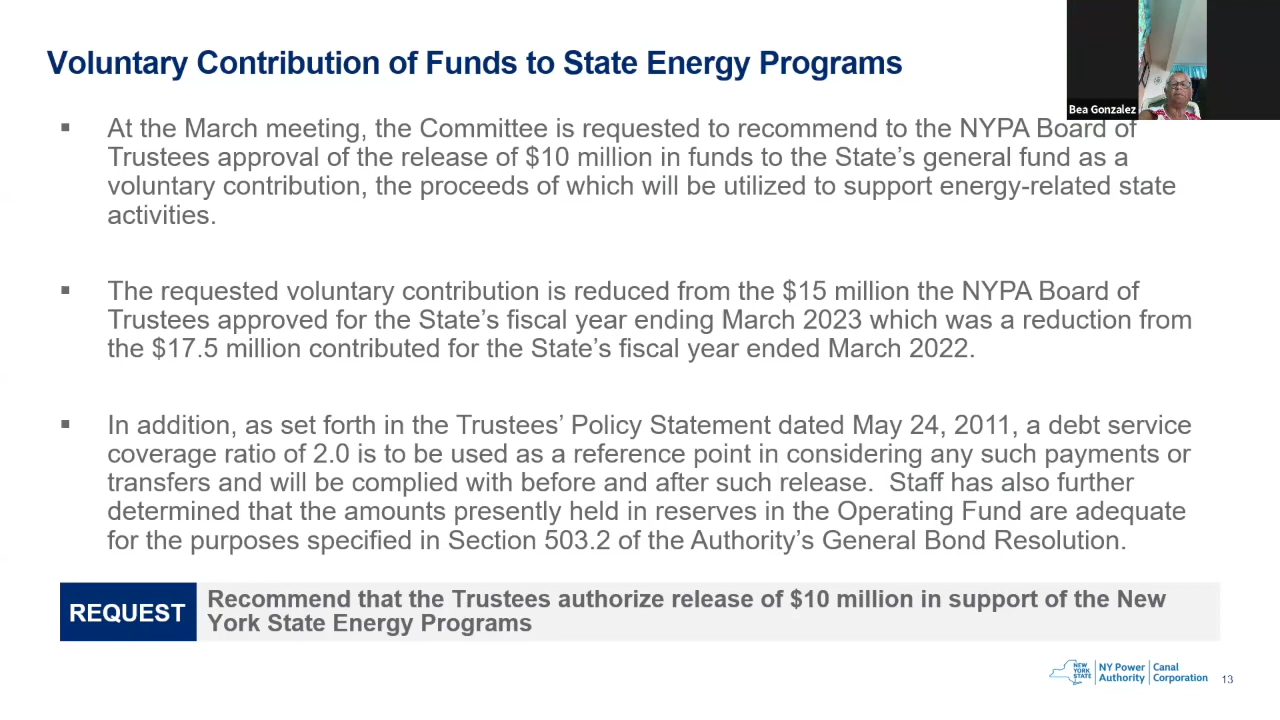 Voluntary Contribution of Funds to State Energy Programs
Bea Gonzalez
▪ At the March meeting, the Committee is requested to recommend to the NYPA Board of
Trustees approval of the release of $10 million in funds to the State’s general fund as a
voluntary contribution, the proceeds of which will be utilized to support energy-related state
activities.
▪ The requested voluntary contribution is reduced from the $15 million the NYPA Board of
Trustees approved for the State’s fiscal year ending March 2023 which was a reduction from
the $17.5 million contributed for the State’s fiscal year ended March 2022.
▪ In addition, as set forth in the Trustees’ Policy Statement dated May 24, 2011, a debt service
coverage ratio of 2.0 is to be used as a reference point in considering any such payments or
transfers and will be complied with before and after such release.  Staff has also further
determined that the amounts presently held in reserves in the Operating Fund are adequate
for the purposes specified in Section 503.2 of the Authority’s General Bond Resolution.
REQUEST
Recommend that the Trustees authorize release of $10 million in support of the New
York State Energy Programs
NEW
YORK
STATE
NY Power
Authority
Canal
Corporation
13